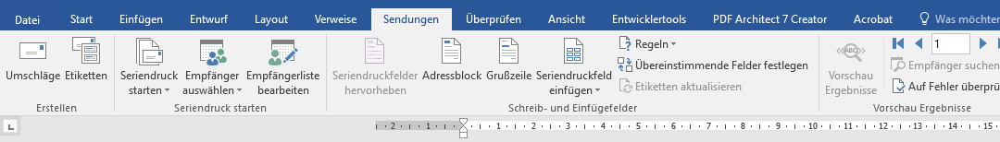 Datei Start Einfügen Entwurf Layout Verweise Sendungen Überprüfen Ansicht Entwicklertools PDF Architect 7 Creator Acrobat Was möchten
Umschläge Etiketten
Erstellen
Seriendruck starten
Empfänger auswählen
Empfängerliste bearbeiten
Seriendruck starten
Seriendruckfelder hervorheben
Adressblock Grußzeile
Seriendruckfeld einfügen
Regeln
Übereinstimmende Felder festlegen
Etiketten aktualisieren
Schreib- und Einfügefelder
ABC
Vorschau Ergebnisse
1
Empfänger suchen
Auf Fehler überprü
Vorschau Ergebnisse
L 2 1 1 2 3 4 5 6 7 8 9 10 11 12 13 14 15